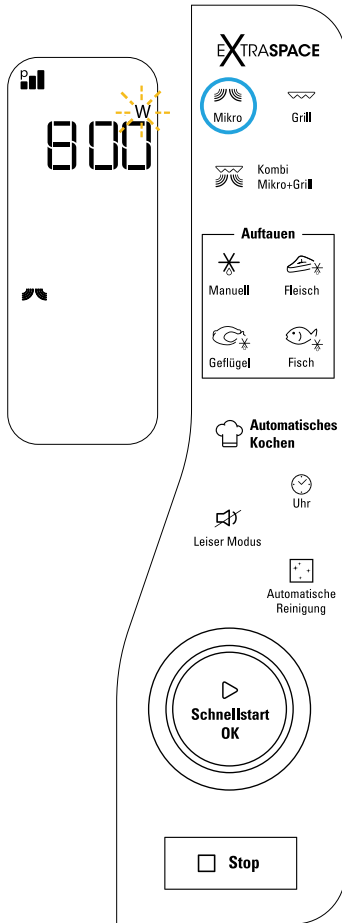 P
W
800
EXTRASPACE
Mikro
Grill
Kombi
Mikro+Grill
Auftauen
Manuell
Fleisch
Geflügel
Fisch
Automatisches
Kochen
Uhr
Leiser Modus
Automatische
Reinigung
Schnellstart
OK
Stop